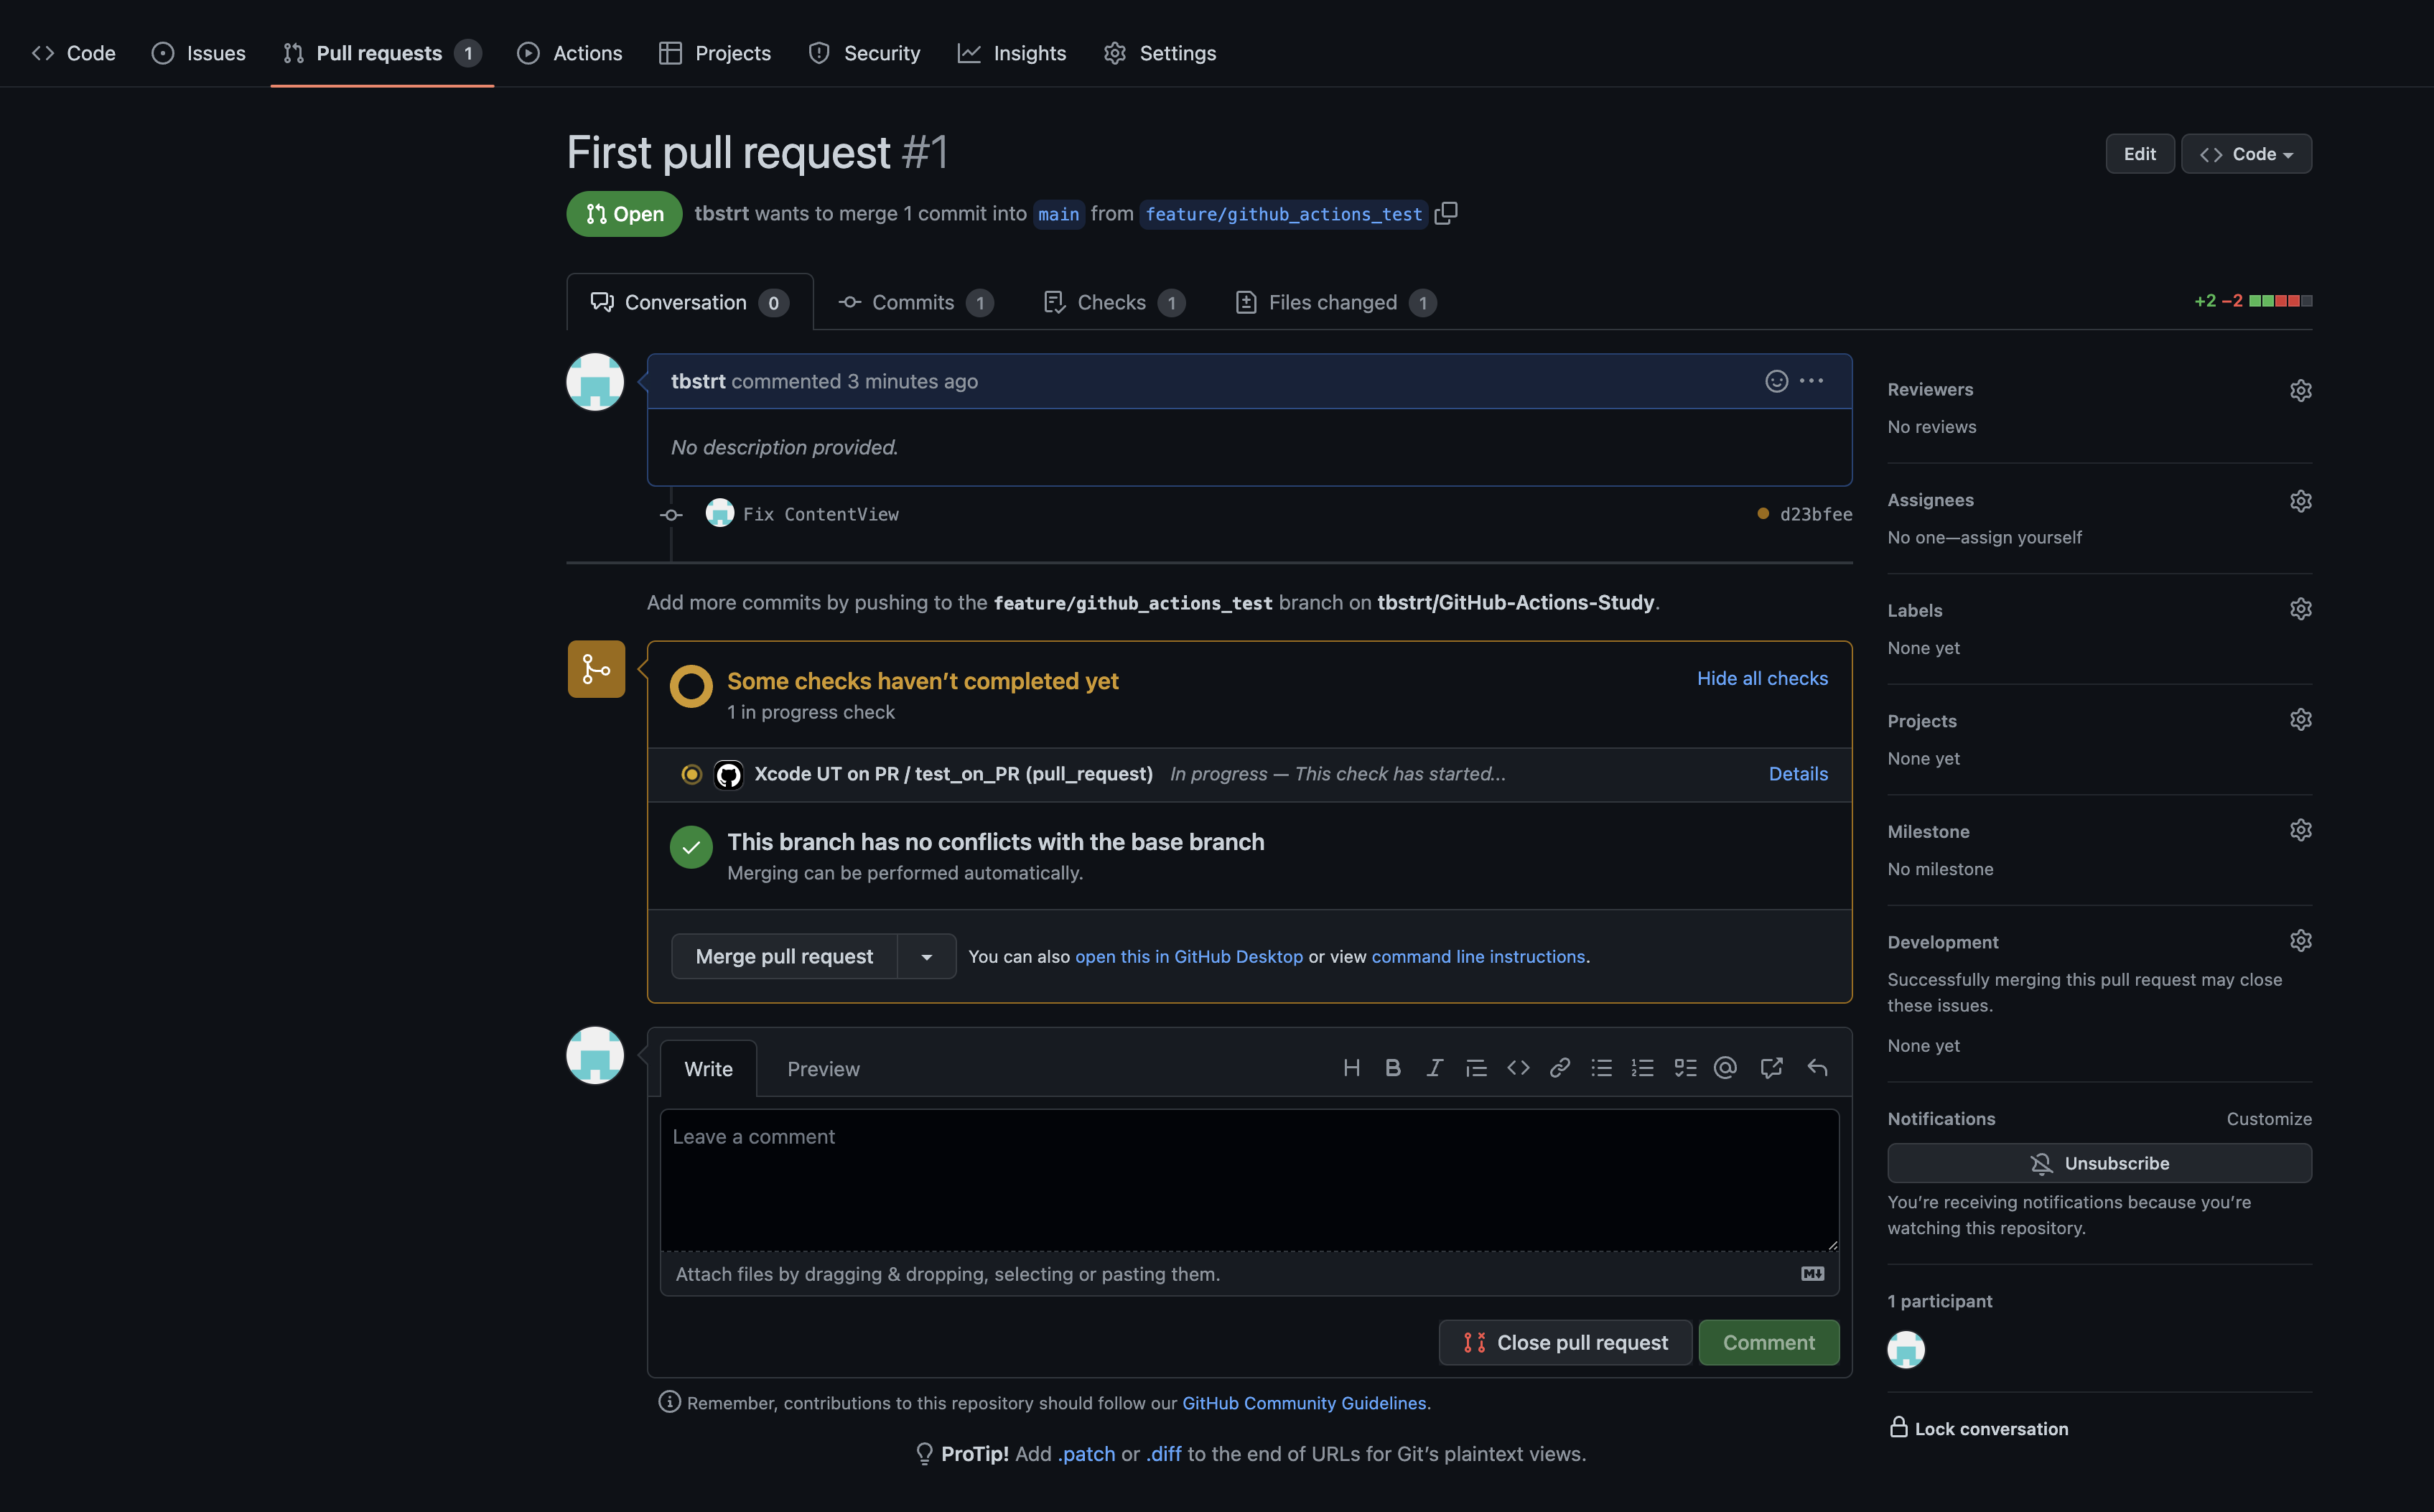 Code Issues Pull requests 1 Actions Projects Security Insights Settings
First pull request #1
Edit Code
Open tbstrt wants to merge 1 commit into main from feature/github_actions_test
Conversation 0 Commits 1 Checks 1 Files changed 1
+2 −2
tbstrt commented 3 minutes ago
No description provided.
Fix ContentView d23bfee
Add more commits by pushing to the feature/github_actions_test branch on tbstrt/GitHub-Actions-Study.
Some checks haven’t completed yet
Hide all checks
1 in progress check
Xcode UT on PR / test_on_PR (pull_request) In progress — This check has started...
Details
This branch has no conflicts with the base branch
Merging can be performed automatically.
Merge pull request
You can also open this in GitHub Desktop or view command line instructions.
Write Preview
H B I
Leave a comment
Attach files by dragging & dropping, selecting or pasting them.
M
Close pull request Comment
Remember, contributions to this repository should follow our GitHub Community Guidelines.
ProTip! Add .patch or .diff to the end of URLs for Git’s plaintext views.
Reviewers
No reviews
Assignees
No one—assign yourself
Labels
None yet
Projects
None yet
Milestone
No milestone
Development
Successfully merging this pull request may close
these issues.
None yet
Notifications Customize
Unsubscribe
You’re receiving notifications because you’re
watching this repository.
1 participant
Lock conversation